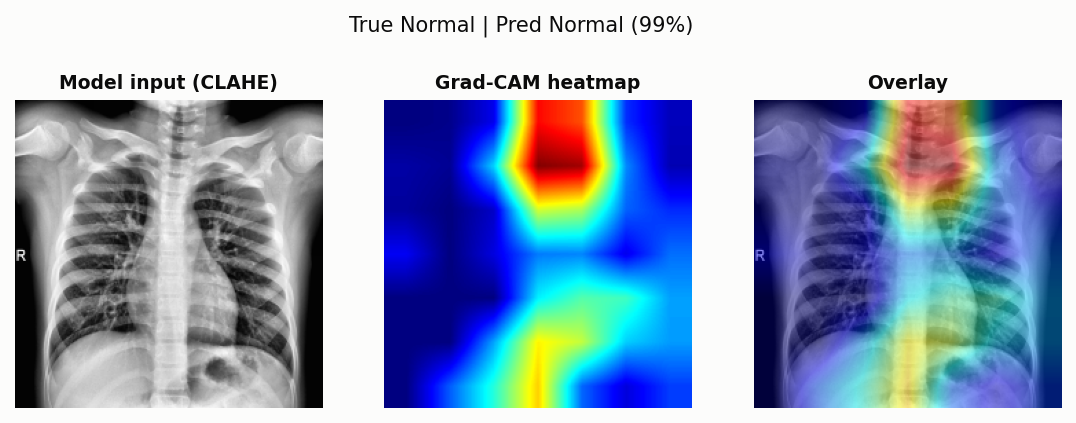 True Normal | Pred Normal (99%)
Model input (CLAHE)
Grad-CAM heatmap
Overlay
R
R